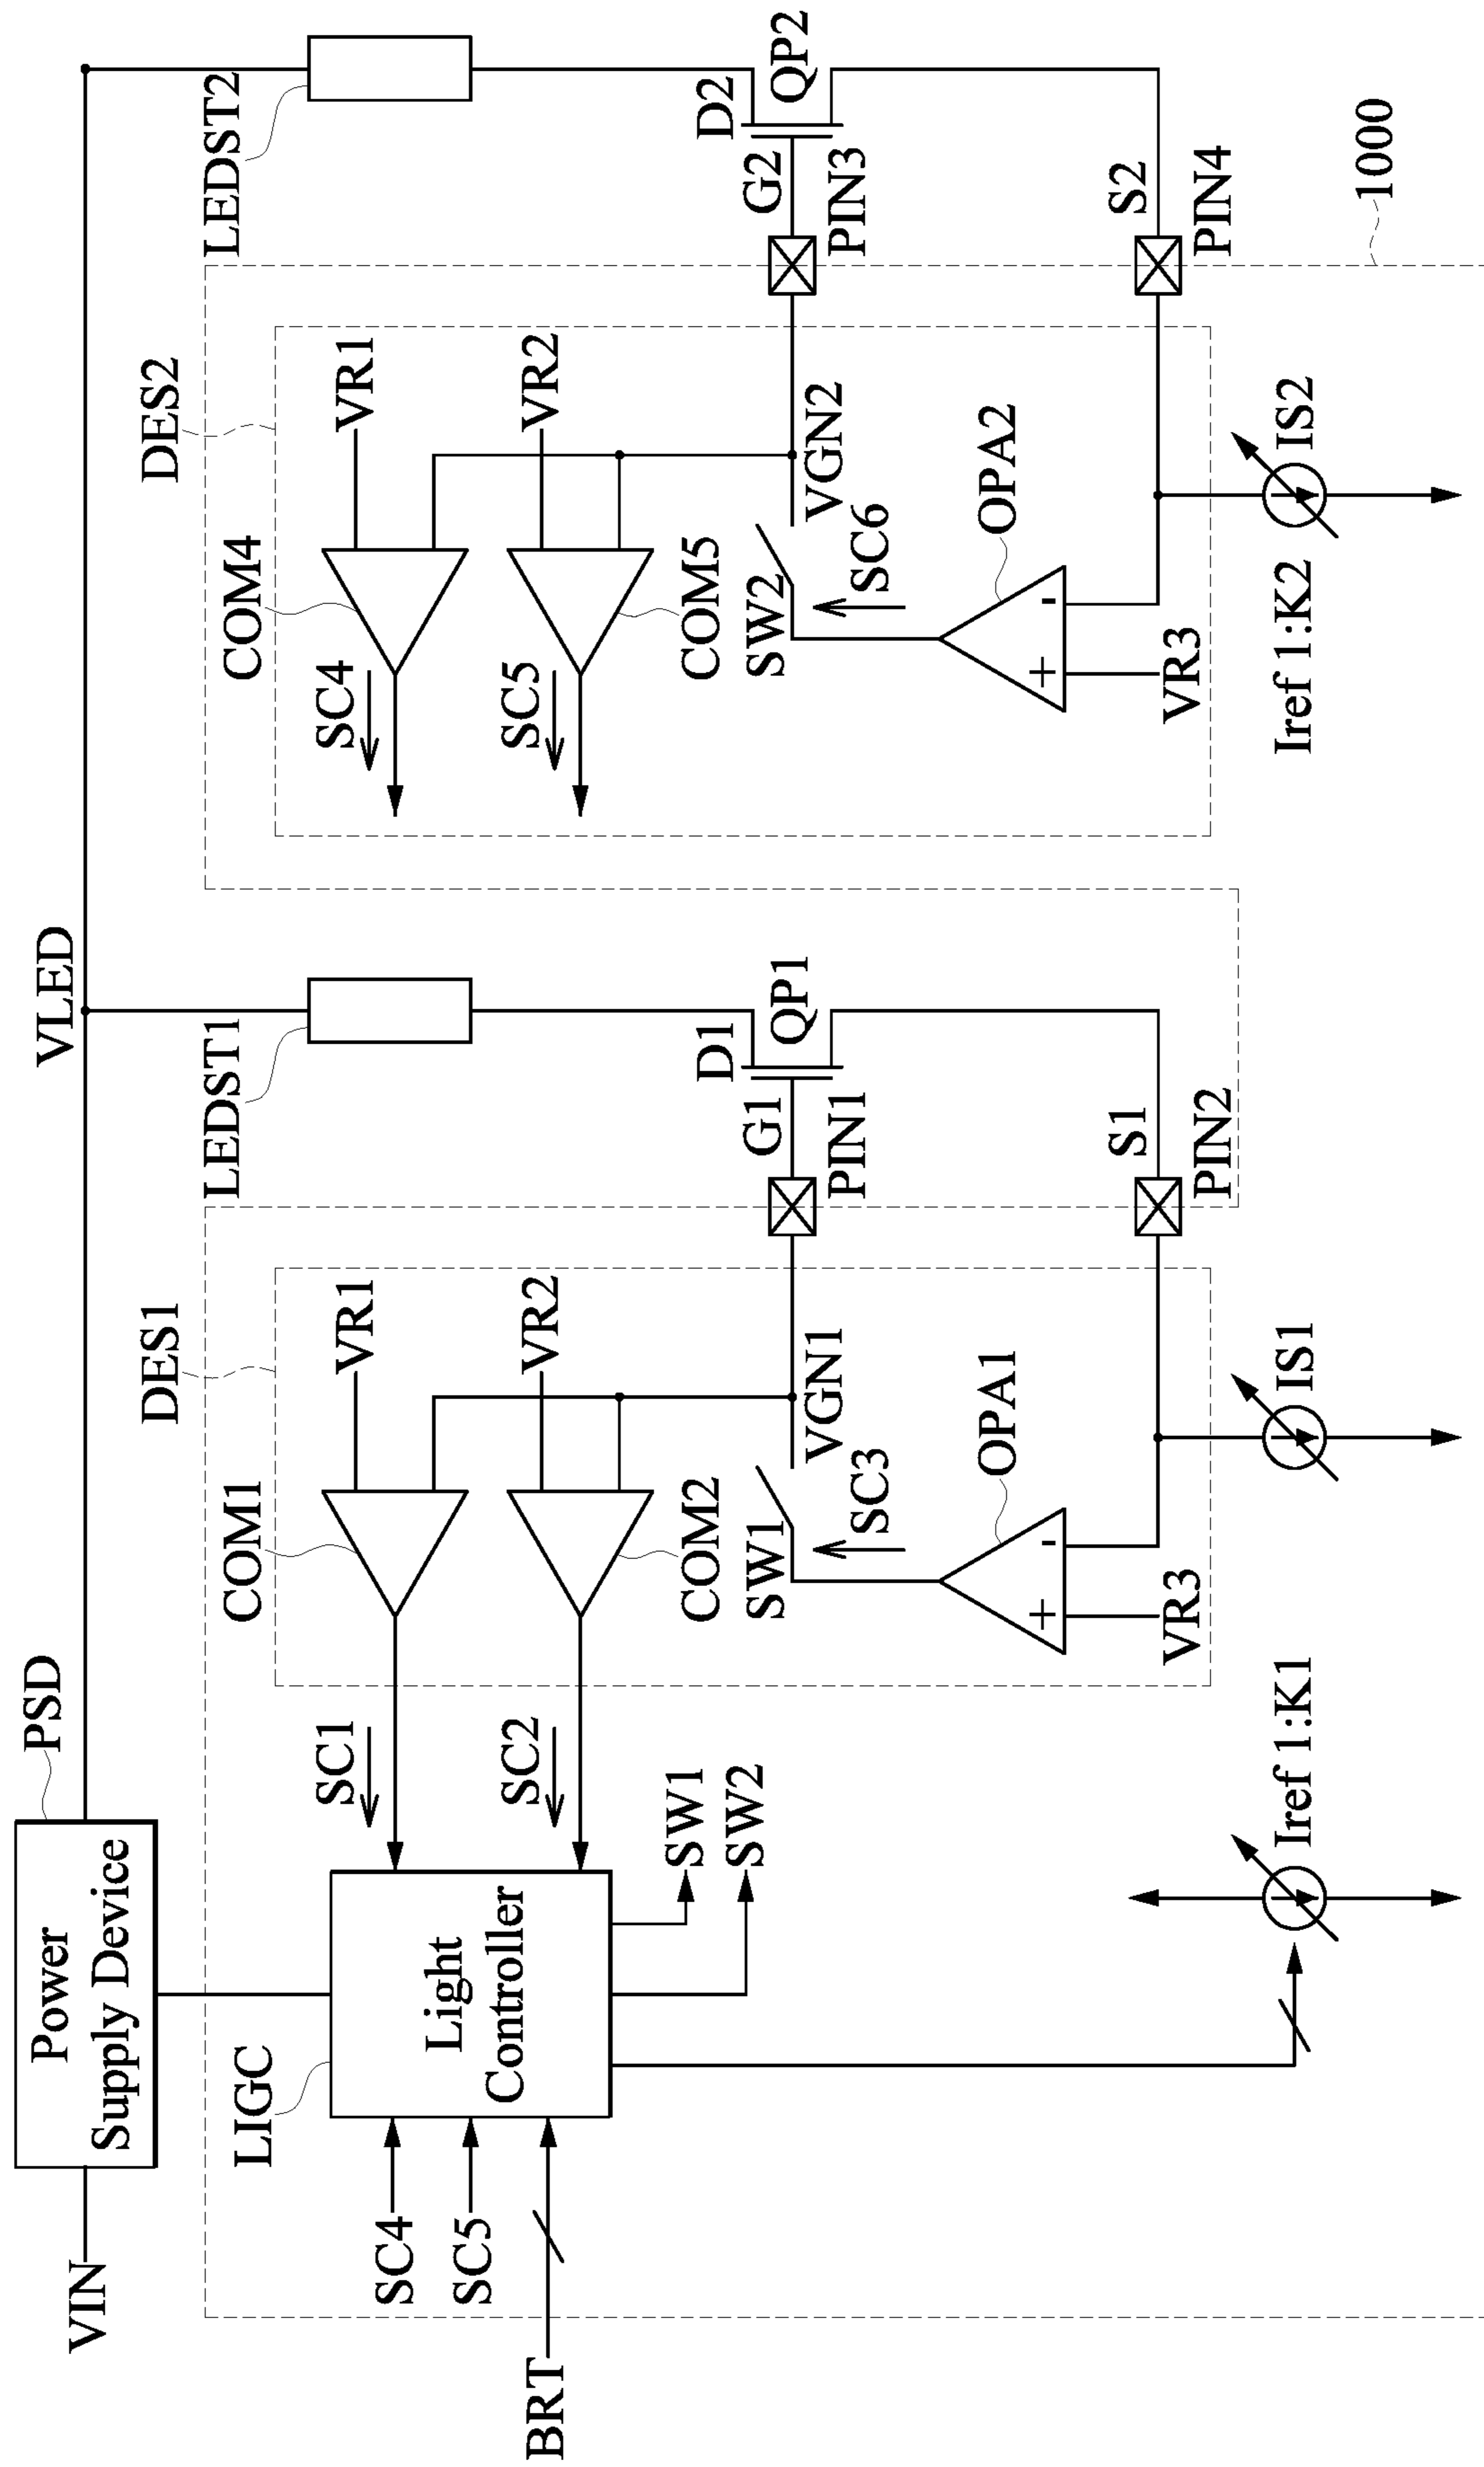 VIN
Power
Supply Device
PSD
VLED
LIGC
Light
Controller
SC4
SC5
BRT
SC1
SC2
SW1
SW2
Iref 1:K1
DES1
COM1
VR1
COM2
VR2
SW1
VGN1
SC3
OPA1
VR3
IS1
LEDST1
D1
G1
QP1
PIN1
S1
PIN2
DES2
COM4
SC4
VR1
COM5
SC5
VR2
SW2
VGN2
SC6
OPA2
VR3
Iref 1:K2
IS2
LEDST2
D2
G2
QP2
PIN3
S2
PIN4
1000
+
-
+
-